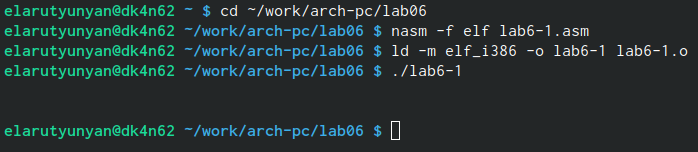 elarutyunyan@dk4n62 ~ $ cd ~/work/arch-pc/lab06
elarutyunyan@dk4n62 ~/work/arch-pc/lab06 $ nasm -f elf lab6-1.asm
elarutyunyan@dk4n62 ~/work/arch-pc/lab06 $ ld -m elf_i386 -o lab6-1 lab6-1.o
elarutyunyan@dk4n62 ~/work/arch-pc/lab06 $ ./lab6-1
elarutyunyan@dk4n62 ~/work/arch-pc/lab06 $